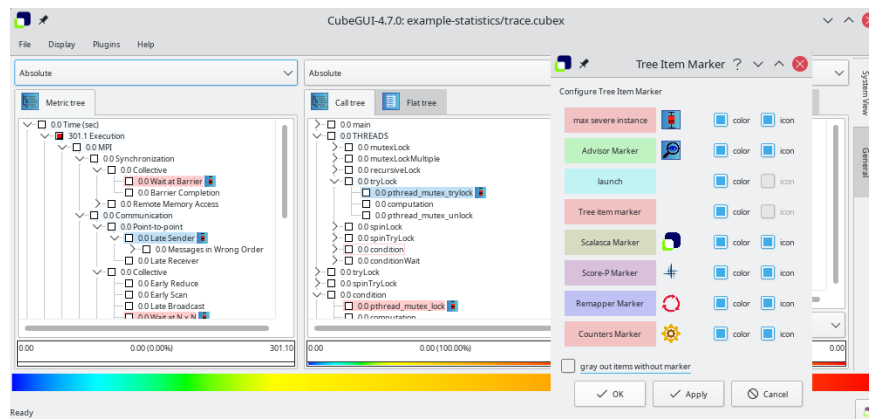 CubeGUI-4.7.0: example-statistics/trace.cubex
File Display Plugins Help
Absolute
Metric tree
0.0 Time (sec)
301.1 Execution
0.0 MPI
0.0 Synchronization
0.0 Collective
0.0 Wait at Barrier
0.0 Barrier Completion
0.0 Remote Memory Access
0.0 Communication
0.0 Point-to-point
0.0 Late Sender
0.0 Messages in Wrong Order
0.0 Late Receiver
0.0 Collective
0.0 Early Reduce
0.0 Early Scan
0.0 Late Broadcast
0.0 Wait at N x N
0.00 0.00 (0.00%) 301.10
Absolute
Call tree Flat tree
0.0 main
0.0 THREADS
0.0 mutexLock
0.0 mutexLockMultiple
0.0 recursiveLock
0.0 tryLock
0.0 pthread_mutex_trylock
0.0 computation
0.0 pthread_mutex_unlock
0.0 spinLock
0.0 spinTryLock
0.0 condition
0.0 conditionWait
0.0 tryLock
0.0 spinTryLock
0.0 condition
0.0 pthread_mutex_lock
0.0 computation
0.00 0.00 (100.00%)
0.00
System View
General
Tree Item Marker
Configure Tree Item Marker
max severe instance color icon
Advisor Marker color icon
launch color icon
Tree item marker color icon
Scalasca Marker color icon
Score-P Marker color icon
Remapper Marker color icon
Counters Marker color icon
gray out items without marker
OK Apply Cancel
Ready